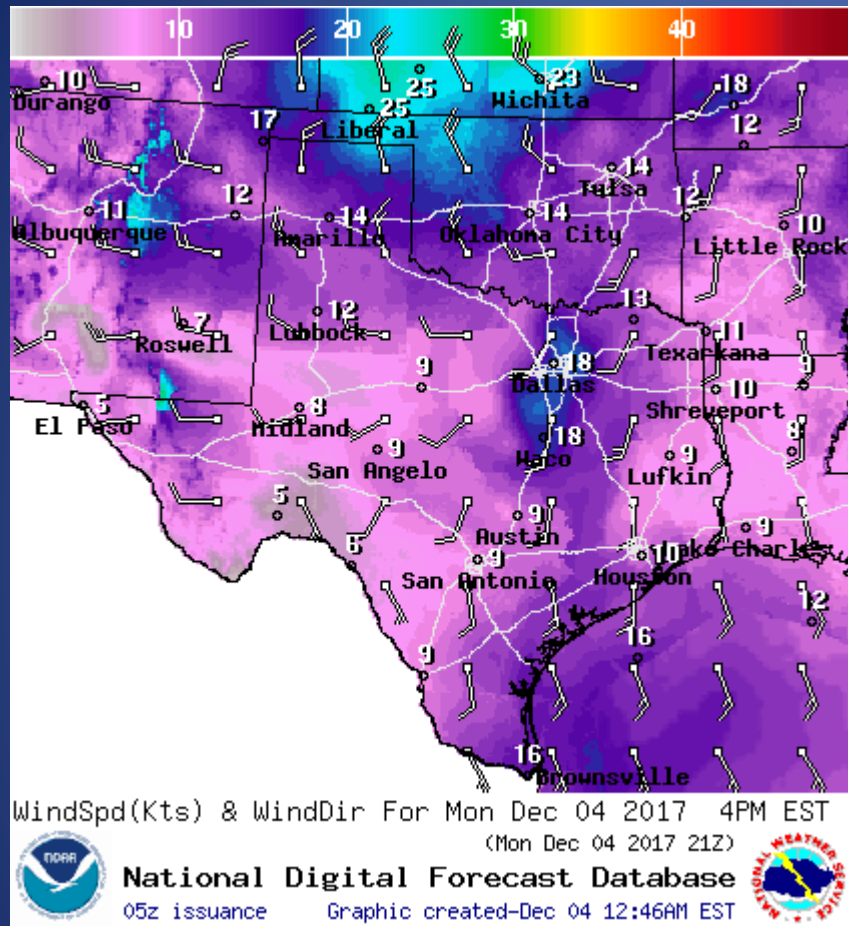 10 20 30 40
10 25 23 18
Durango Wichita
25
Liberal
17 12
14
Tulsa
11 12 14 14 12 10
Albuquerque Amarillo Oklahoma City Little Rock
7 12 13 11
Roswell Lubbock Texarkana
9 18 9
Dallas
5 8 10
El Paso Midland Shreveport
9 18 9 8
San Angelo Waco Lufkin
5 9 9
Austin Lake Charles
6 9 10
San Antonio Houston
12
9 16
16
Brownsville
WindSpd(Kts) & WindDir For Mon Dec 04 2017 4PM EST
(Mon Dec 04 2017 21Z)
NOAA
National Digital Forecast Database
NATIONAL WEATHER SERVICE
05z issuance Graphic created-Dec 04 12:46AM EST